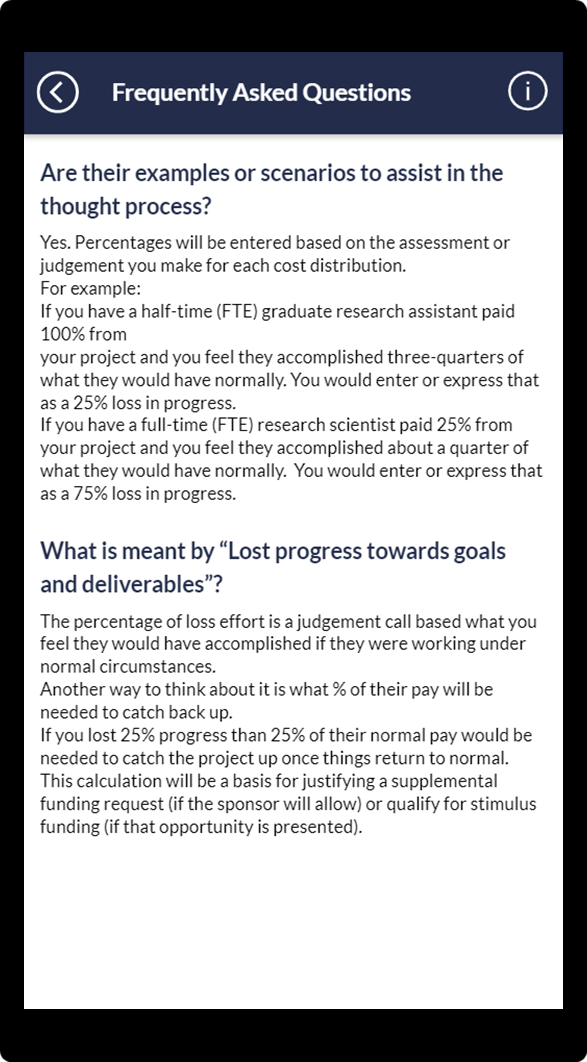 Frequently Asked Questions
Are their examples or scenarios to assist in the
thought process?
Yes. Percentages will be entered based on the assessment or
judgement you make for each cost distribution.
For example:
If you have a half-time (FTE) graduate research assistant paid
100% from
your project and you feel they accomplished three-quarters of
what they would have normally. You would enter or express that
as a 25% loss in progress.
If you have a full-time (FTE) research scientist paid 25% from
your project and you feel they accomplished about a quarter of
what they would have normally.  You would enter or express that
as a 75% loss in progress.
What is meant by “Lost progress towards goals
and deliverables”?
The percentage of loss effort is a judgement call based what you
feel they would have accomplished if they were working under
normal circumstances.
Another way to think about it is what % of their pay will be
needed to catch back up.
If you lost 25% progress than 25% of their normal pay would be
needed to catch the project up once things return to normal.
This calculation will be a basis for justifying a supplemental
funding request (if the sponsor will allow) or qualify for stimulus
funding (if that opportunity is presented).